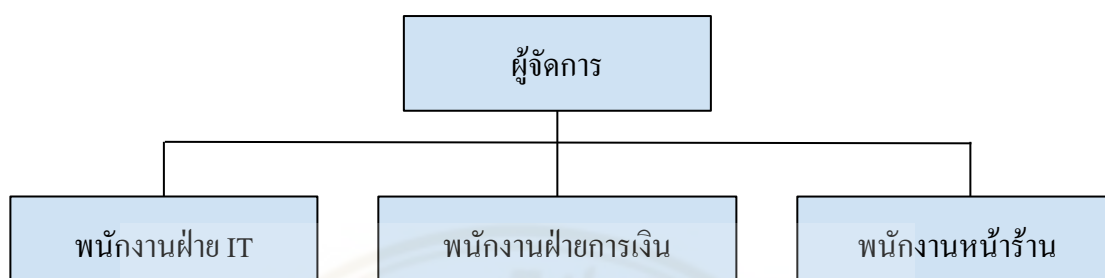 ผู้จัดการ
พนักงานฝ่าย IT
พนักงานฝ่ายการเงิน
พนักงานหน้าร้าน